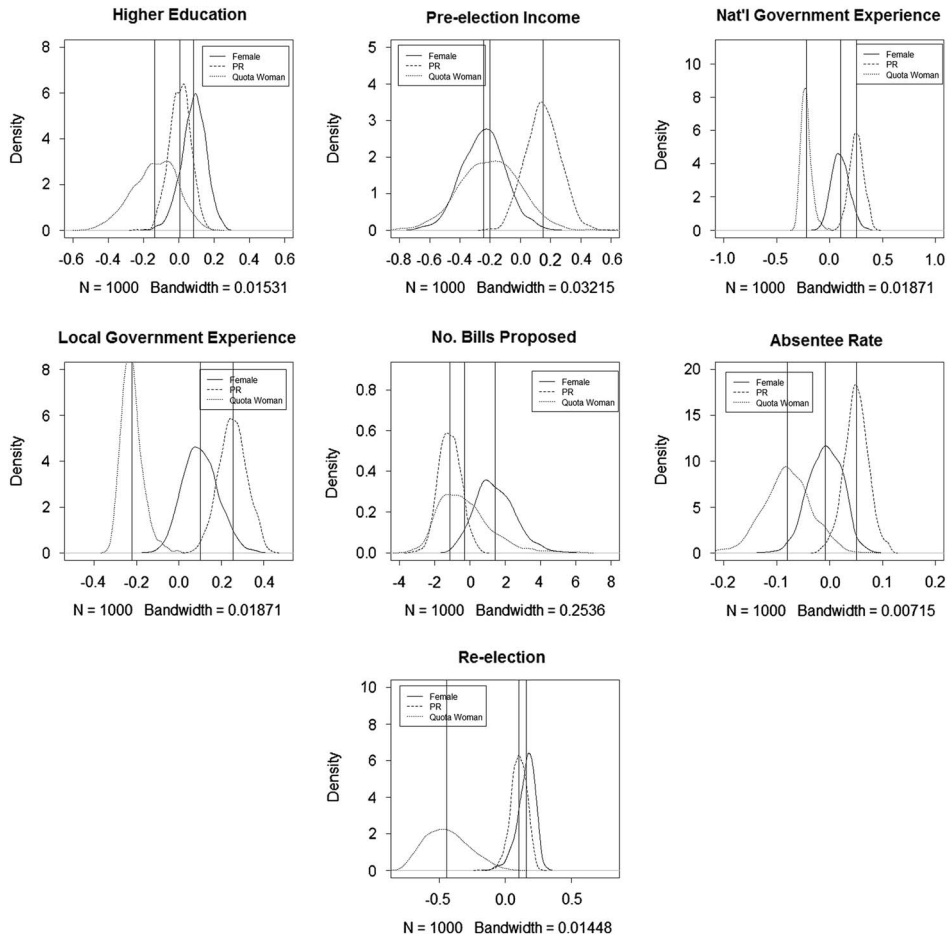 Higher Education
Density
8
6
4
2
0
Female
PR
Quota Woman
-0.6 -0.4 -0.2 0.0 0.2 0.4 0.6
N = 1000 Bandwidth = 0.01531
Pre-election Income
Density
5
4
3
2
1
0
Female
PR
Quota Woman
-0.8 -0.6 -0.4 -0.2 0.0 0.2 0.4 0.6
N = 1000 Bandwidth = 0.03215
Nat'l Government Experience
Density
10
8
6
4
2
0
Female
PR
Quota Woman
-1.0 -0.5 0.0 0.5 1.0
N = 1000 Bandwidth = 0.01871
Local Government Experience
Density
8
6
4
2
0
Female
PR
Quota Woman
-0.4 -0.2 0.0 0.2 0.4
N = 1000 Bandwidth = 0.01871
No. Bills Proposed
Density
0.8
0.6
0.4
0.2
0.0
Female
PR
Quota Woman
-4 -2 0 2 4 6 8
N = 1000 Bandwidth = 0.2536
Absentee Rate
Density
20
15
10
5
0
Female
PR
Quota Woman
-0.2 -0.1 0.0 0.1 0.2
N = 1000 Bandwidth = 0.00715
Re-election
Density
10
8
6
4
2
0
Female
PR
Quota Woman
-0.5 0.0 0.5
N = 1000 Bandwidth = 0.01448